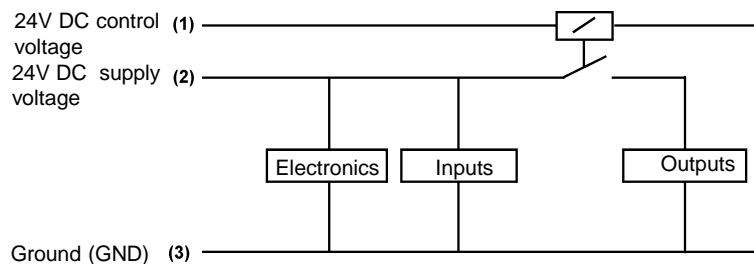 24V DC control (1)
voltage
24V DC supply (2)
voltage
Electronics
Inputs
Outputs
Ground (GND) (3)